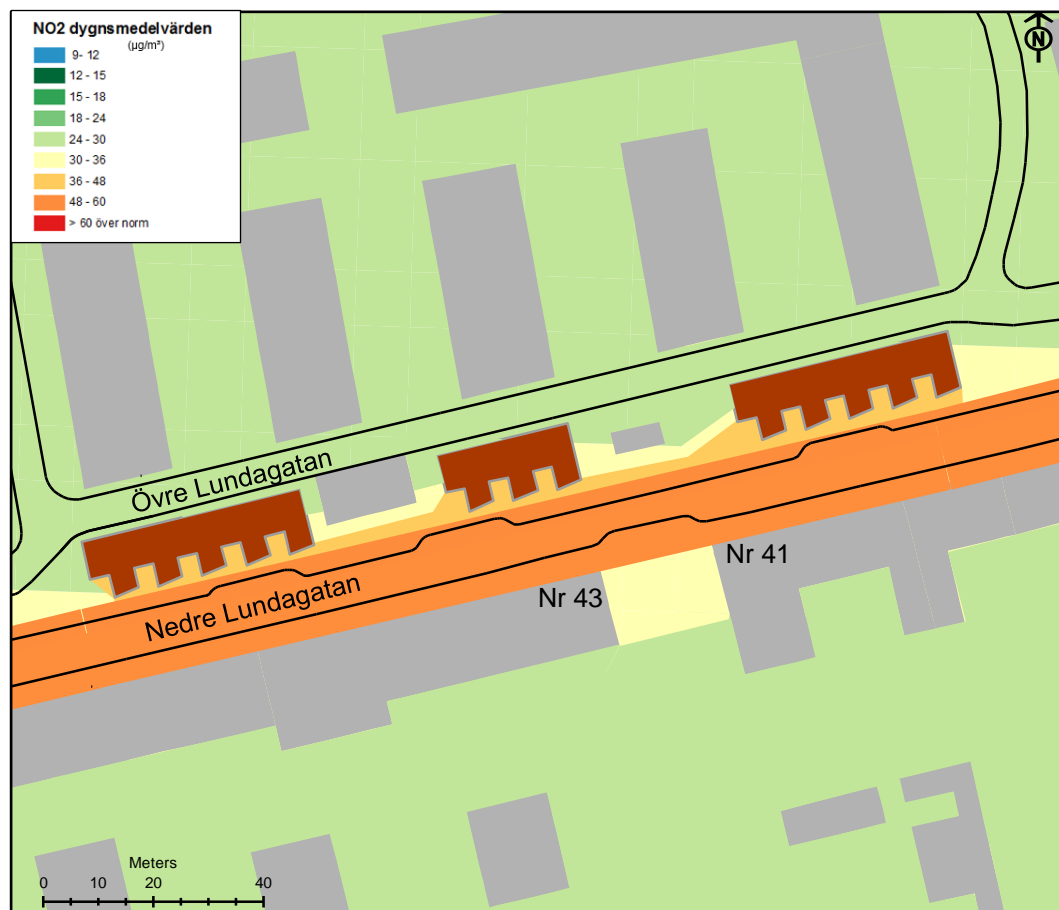 NO2 dygnsmedelvärden
(µg/m³)
9- 12
12 - 15
15 - 18
18 - 24
24 - 30
30 - 36
36 - 48
48 - 60
> 60 över norm
N
Övre Lundagatan
Nr 41
Nr 43
Nedre Lundagatan
Meters
0 10 20 40